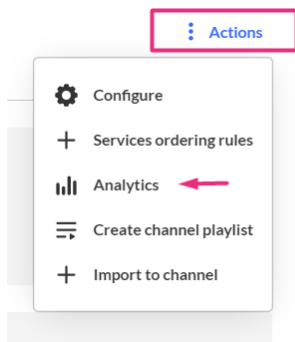 Actions
Configure
Services ordering rules
Analytics
Create channel playlist
Import to channel